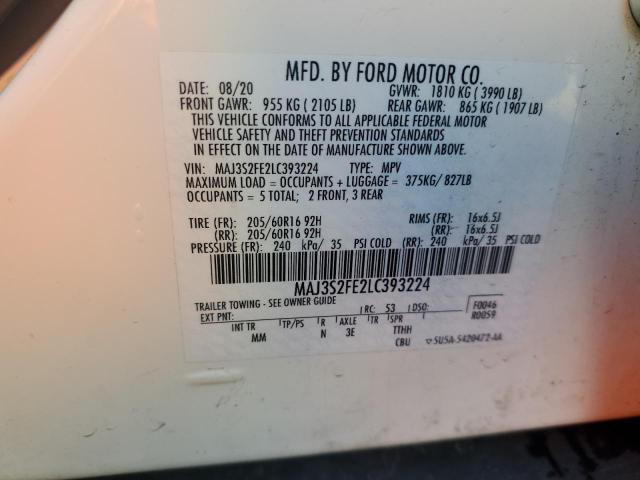 MFD. BY FORD MOTOR CO.
DATE: 08/20 GVWR: 1810 KG ( 3990 LB)
FRONT GAWR: 955 KG ( 2105 LB) REAR GAWR: 865 KG ( 1907 LB)
THIS VEHICLE CONFORMS TO ALL APPLICABLE FEDERAL MOTOR
VEHICLE SAFETY AND THEFT PREVENTION STANDARDS
IN EFFECT ON THE DATE OF MANUFACTURE SHOWN ABOVE.
VIN: MAJ3S2FE2LC393224 TYPE: MPV
MAXIMUM LOAD = OCCUPANTS + LUGGAGE = 375KG/ 827LB
OCCUPANTS = 5 TOTAL; 2 FRONT, 3 REAR
TIRE (FR): 205/60R16 92H RIMS (FR): 16x6.5J
(RR): 205/60R16 92H (RR): 16x6.5J
PRESSURE (FR): 240 kPa/ 35 PSI COLD (RR): 240 kPa/ 35 PSI COLD
MAJ3S2FE2LC393224
TRAILER TOWING - SEE OWNER GUIDE
EXT PNT: RC: 53 DSO: F0046
R0059
INT TR TP/PS R AXLE TR SPR
MM N 3E TTHH
CBU 5U5A-5420472-AA